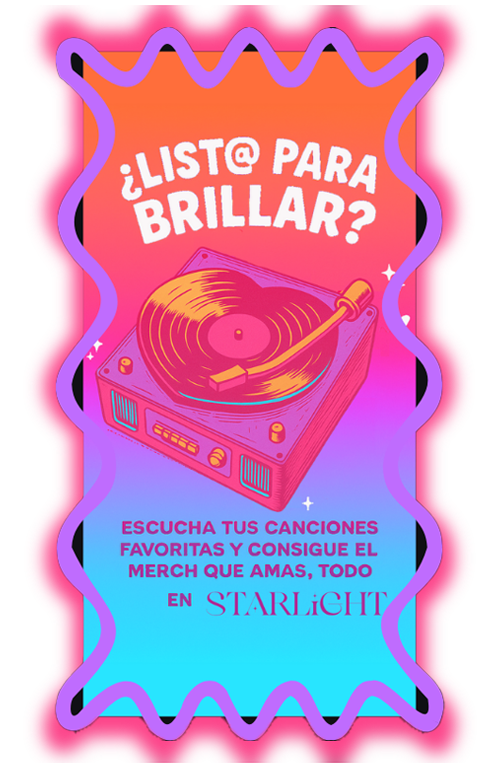 ¿LIST@ PARA
BRILLAR?
ESCUCHA TUS CANCIONES
FAVORITAS Y CONSIGUE EL
MERCH QUE AMAS, TODO
EN STARLiGHT